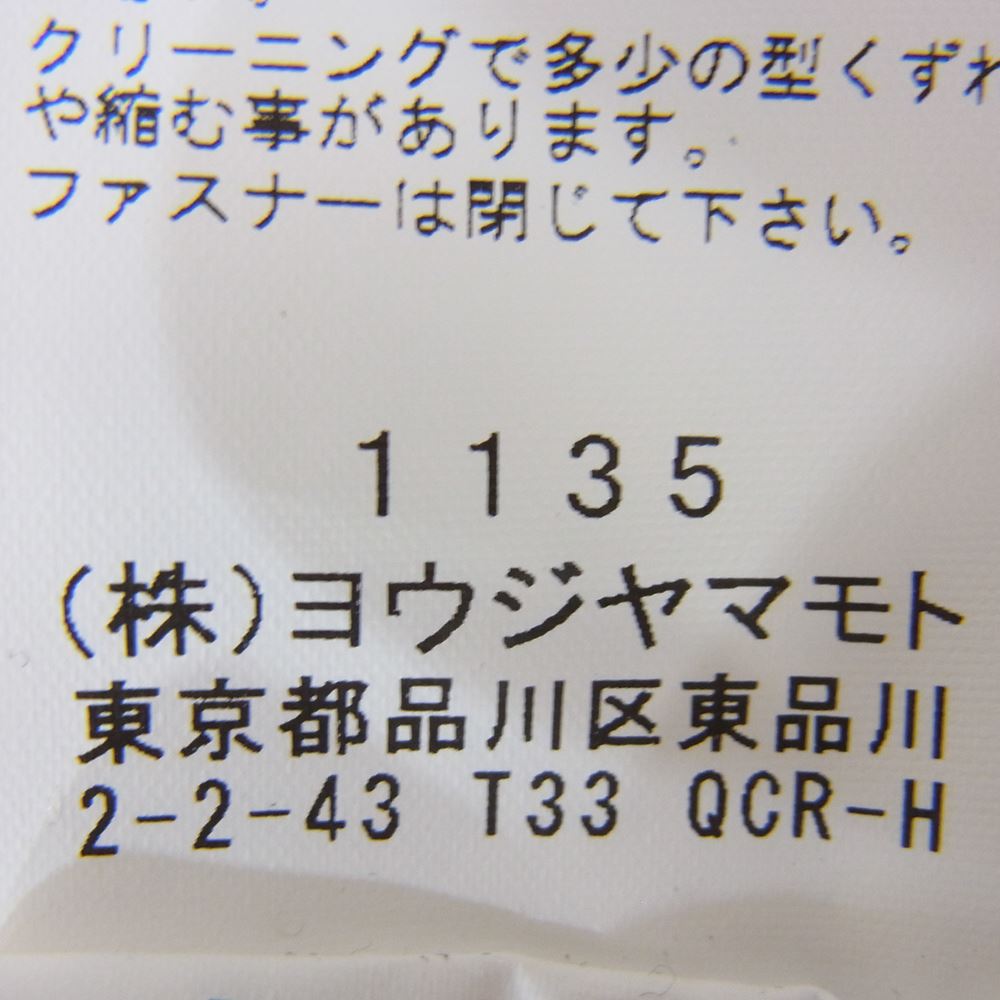 クリーニングで多少の型くずれ
や縮む事があります。
ファスナーは閉じて下さい。
1135
(株)ヨウジヤマモト
東京都品川区東品川
2-2-43 T33 QCR-H